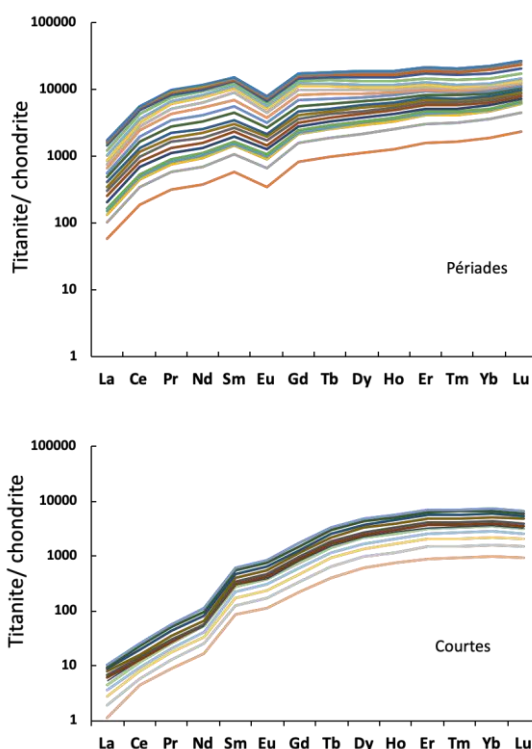 100000
10000
1000
100
10
1
Titanite/ chondrite
Périades
La Ce Pr Nd Sm Eu Gd Tb Dy Ho Er Tm Yb Lu
100000
10000
1000
100
10
1
Titanite/ chondrite
Courtes
La Ce Pr Nd Sm Eu Gd Tb Dy Ho Er Tm Yb Lu